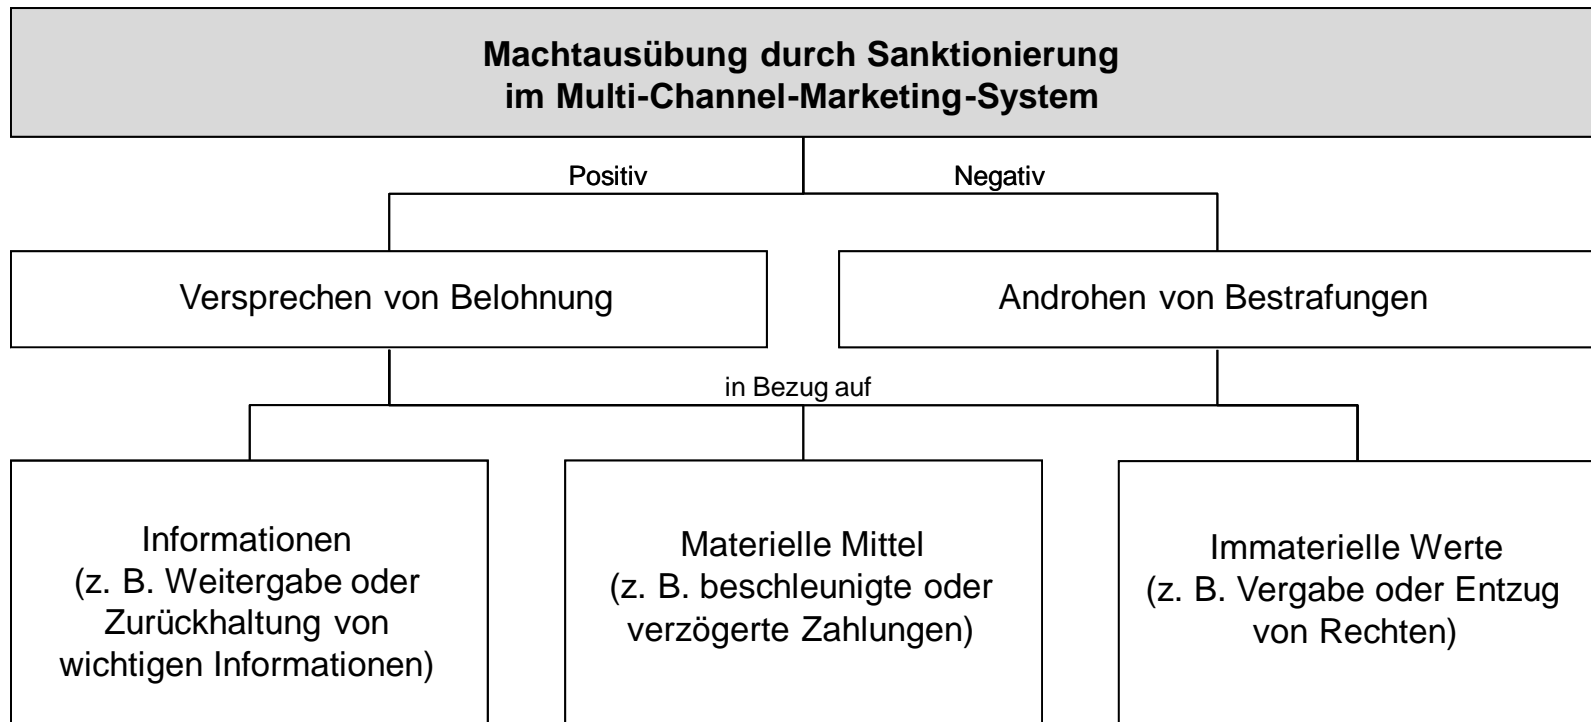 Machtausübung durch Sanktionierung
im Multi-Channel-Marketing-System
Positiv
Negativ
Versprechen von Belohnung
Androhen von Bestrafungen
in Bezug auf
Informationen
(z. B. Weitergabe oder
Zurückhaltung von
wichtigen Informationen)
Materielle Mittel
(z. B. beschleunigte oder
verzögerte Zahlungen)
Immaterielle Werte
(z. B. Vergabe oder Entzug
von Rechten)